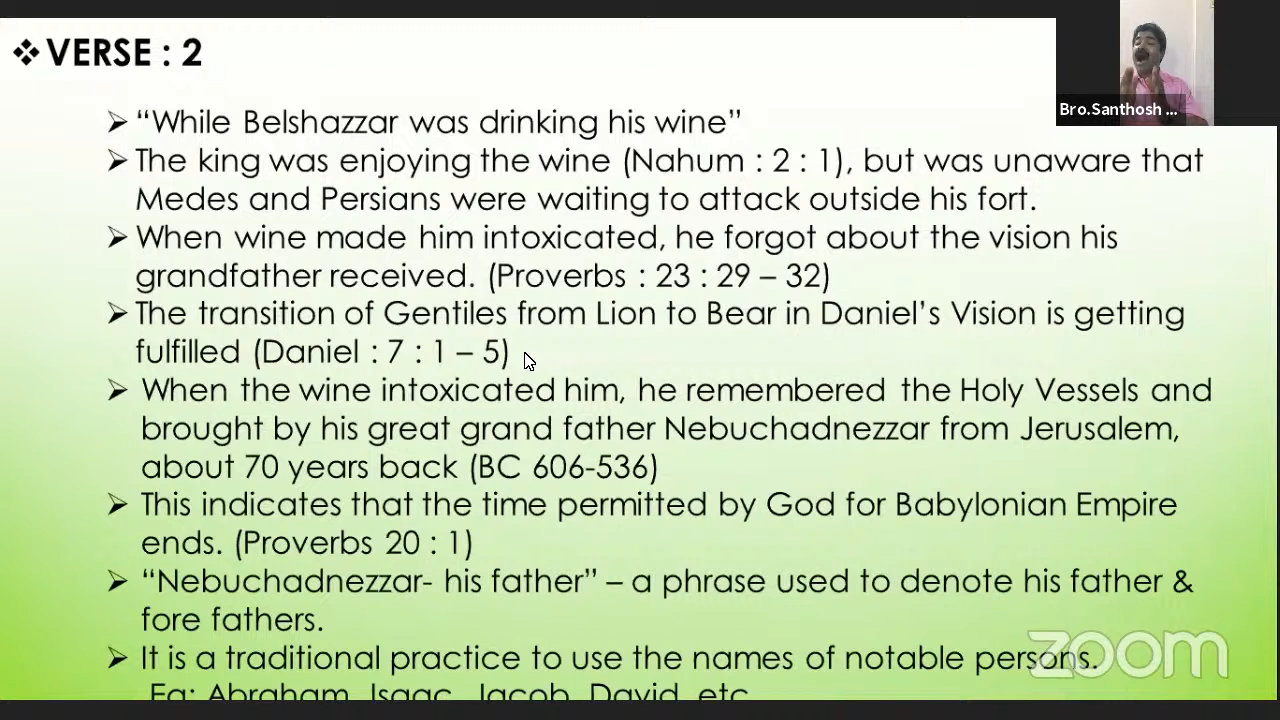 ❖ VERSE : 2
Bro.Santhosh ...
➢ “While Belshazzar was drinking his wine”
➢ The king was enjoying the wine (Nahum : 2 : 1), but was unaware that
Medes and Persians were waiting to attack outside his fort.
➢ When wine made him intoxicated, he forgot about the vision his
grandfather received. (Proverbs : 23 : 29 – 32)
➢ The transition of Gentiles from Lion to Bear in Daniel’s Vision is getting
fulfilled (Daniel : 7 : 1 – 5)
➢ When the wine intoxicated him, he remembered the Holy Vessels and
brought by his great grand father Nebuchadnezzar from Jerusalem,
about 70 years back (BC 606-536)
➢ This indicates that the time permitted by God for Babylonian Empire
ends. (Proverbs 20 : 1)
➢ “Nebuchadnezzar- his father” – a phrase used to denote his father &
fore fathers.
➢ It is a traditional practice to use the names of notable persons.
Eg: Abraham, Isaac, Jacob, David, etc
zoom